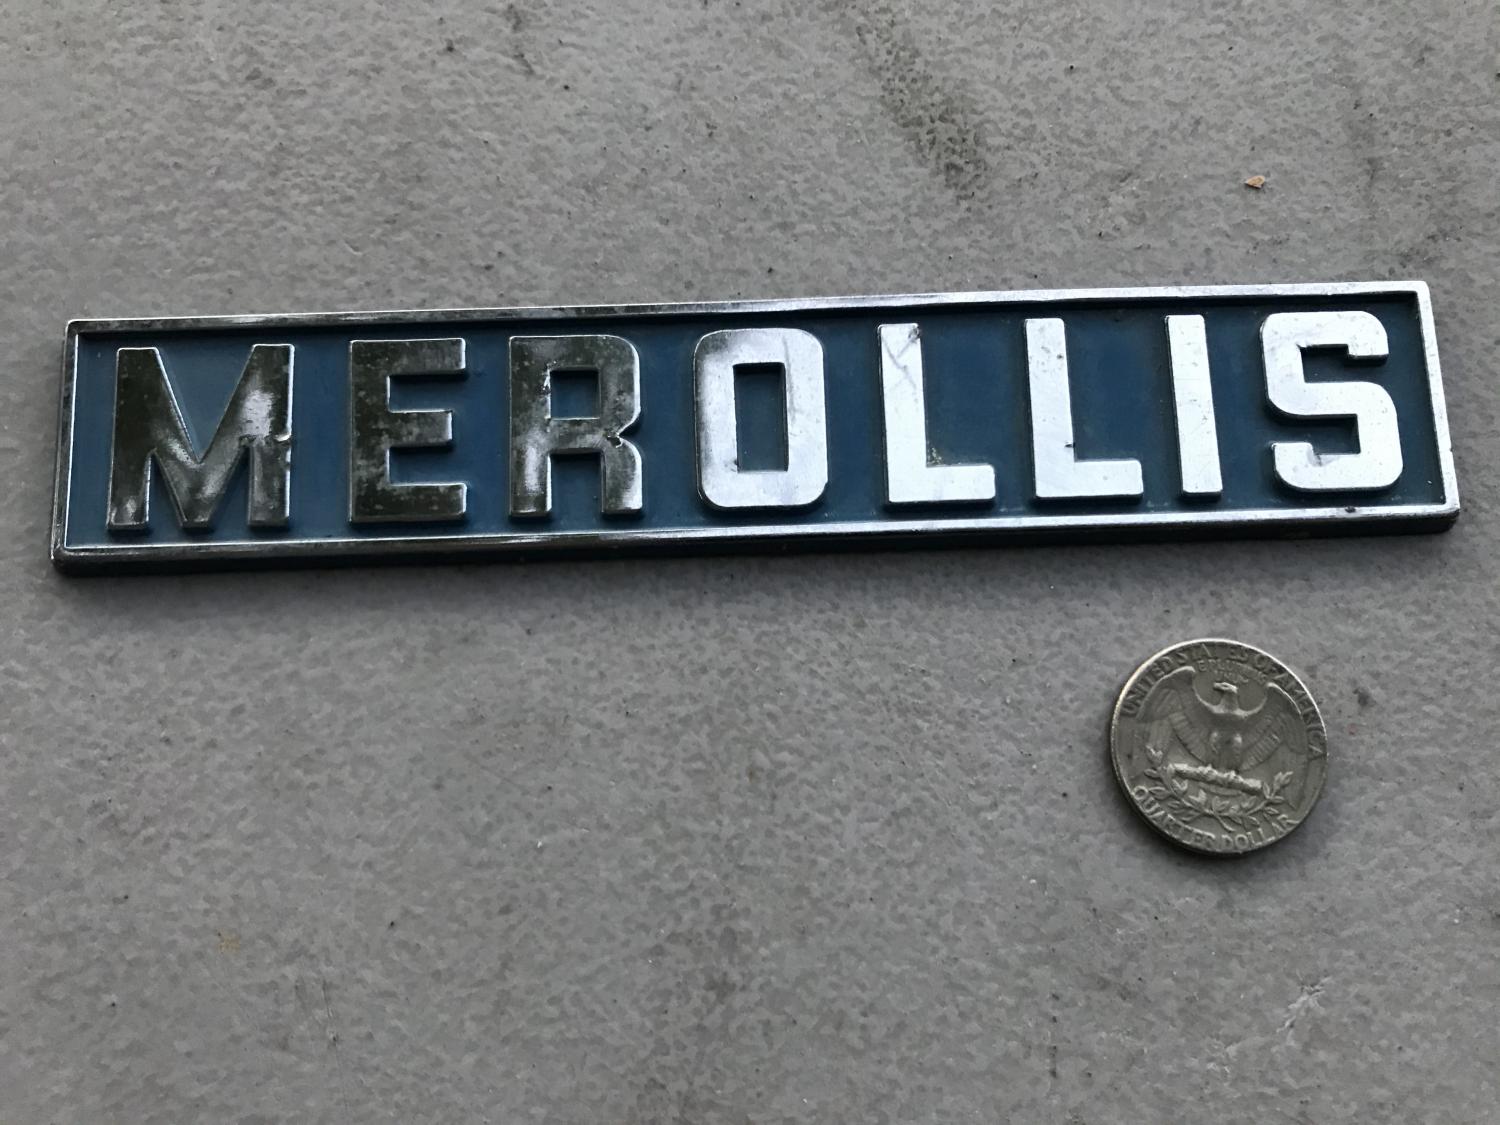 MEROLLIS
UNITED STATES OF AMERICA
QUARTER DOLLAR